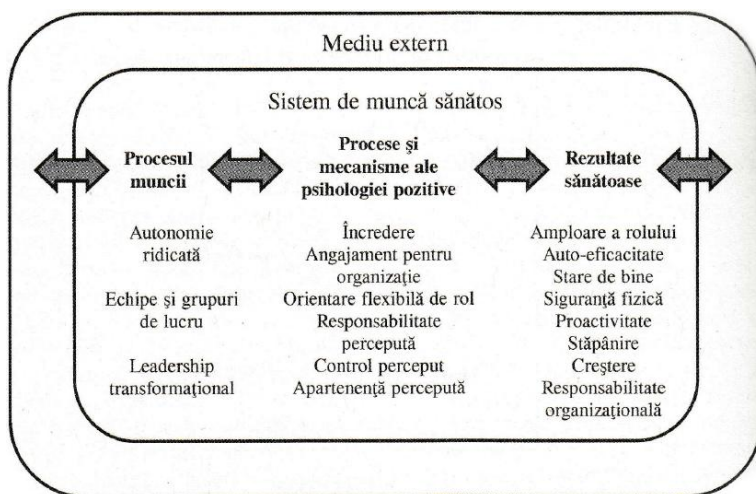 Mediu extern
Sistem de muncă sănătos
Procesul
muncii
Autonomie
ridicată
Echipe şi grupuri
de lucru
Leadership
transformaţional
Procese şi
mecanisme ale
psihologiei pozitive
Încredere
Angajament pentru
organizaţie
Orientare flexibilă de rol
Responsabilitate
percepută
Control perceput
Apartenenţă percepută
Rezultate
sănătoase
Amploare a rolului
Auto-eficacitate
Stare de bine
Siguranţă fizică
Proactivitate
Stăpânire
Creştere
Responsabilitate
organizaţională